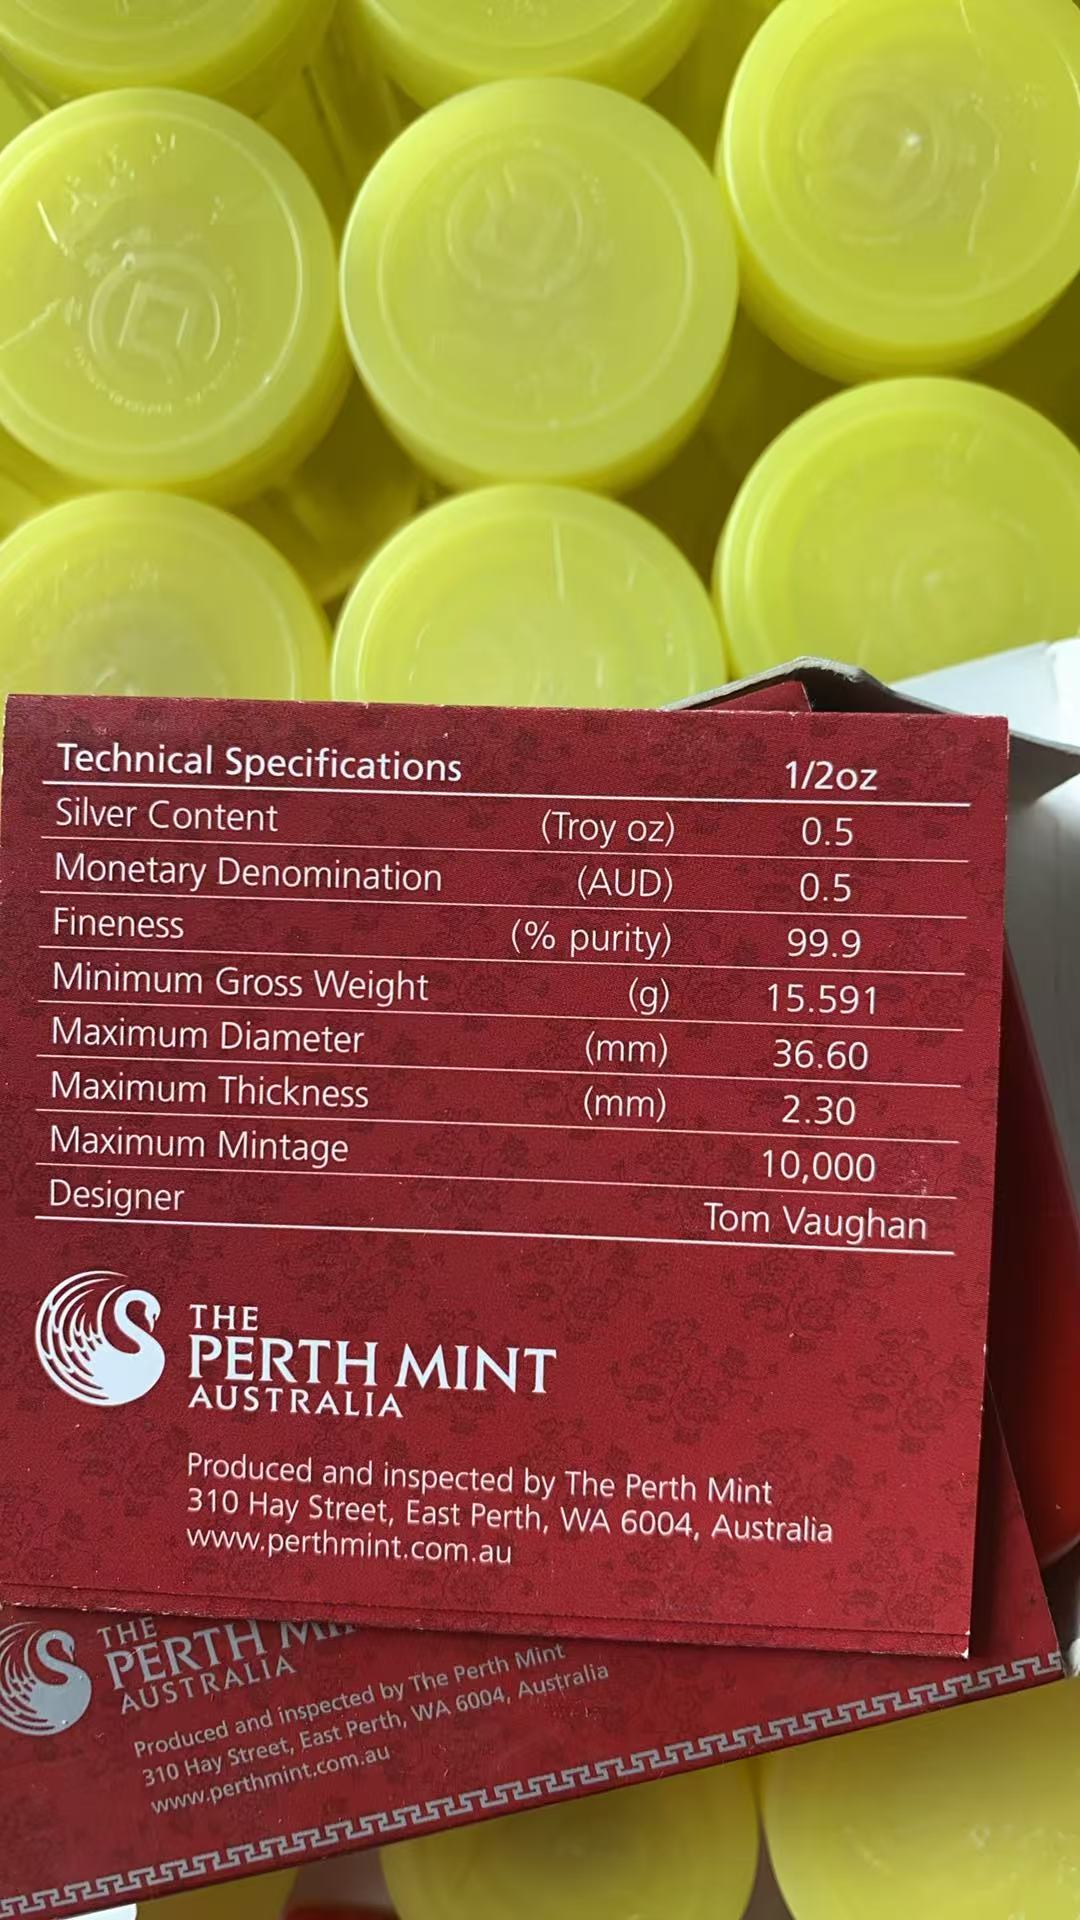 Technical Specifications 1/2oz
Silver Content (Troy oz) 0.5
Monetary Denomination (AUD) 0.5
Fineness (% purity) 99.9
Minimum Gross Weight (g) 15.591
Maximum Diameter (mm) 36.60
Maximum Thickness (mm) 2.30
Maximum Mintage 10,000
Designer Tom Vaughan
THE
PERTH MINT
AUSTRALIA
Produced and inspected by The Perth Mint
310 Hay Street, East Perth, WA 6004, Australia
www.perthmint.com.au
THE
PERTH
AUSTRALIA
Produced and inspected by The Perth Mint
310 Hay Street, East Perth, WA 6004, Australia
www.perthmint.com.au